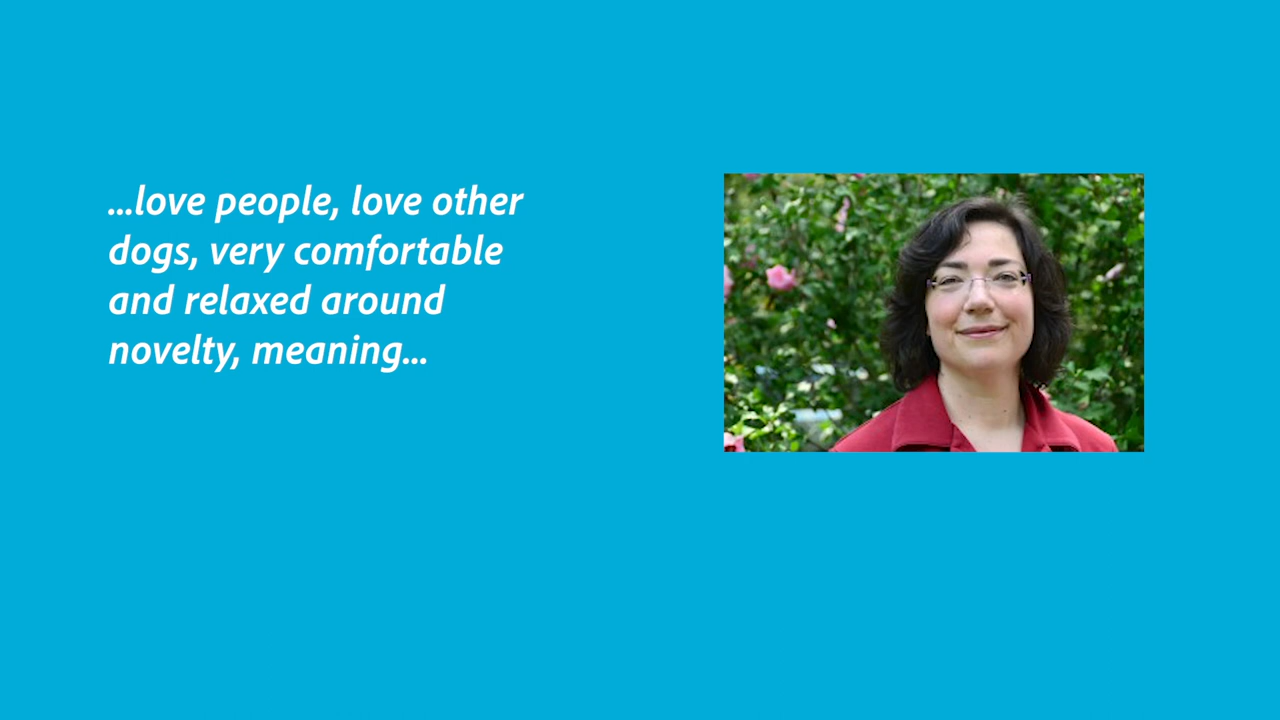 ...love people, love other
dogs, very comfortable
and relaxed around
novelty, meaning...